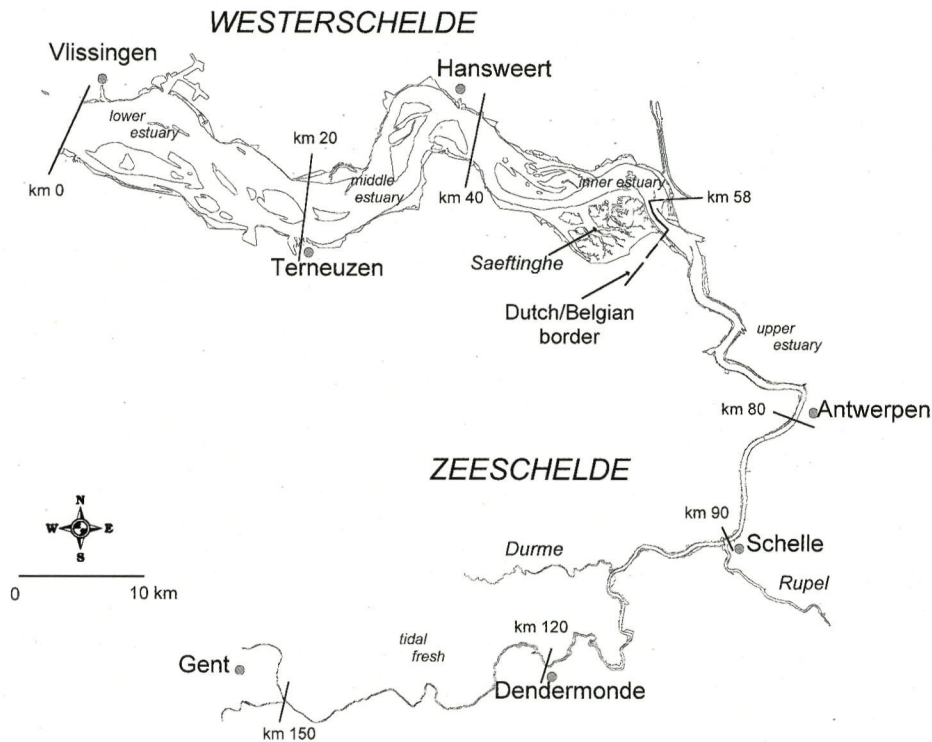 WESTERSCHELDE
Vlissingen
Hansweert
lower
estuary
km 20
km 0
middle
estuary
km 40
inner estuary
km 58
Terneuzen
Saeftinghe
Dutch/Belgian
border
upper
estuary
km 80
Antwerpen
ZEESCHELDE
N
W
E
S
km 90
Schelle
Durme
Rupel
0
10 km
km 120
tidal
fresh
Gent
Dendermonde
km 150